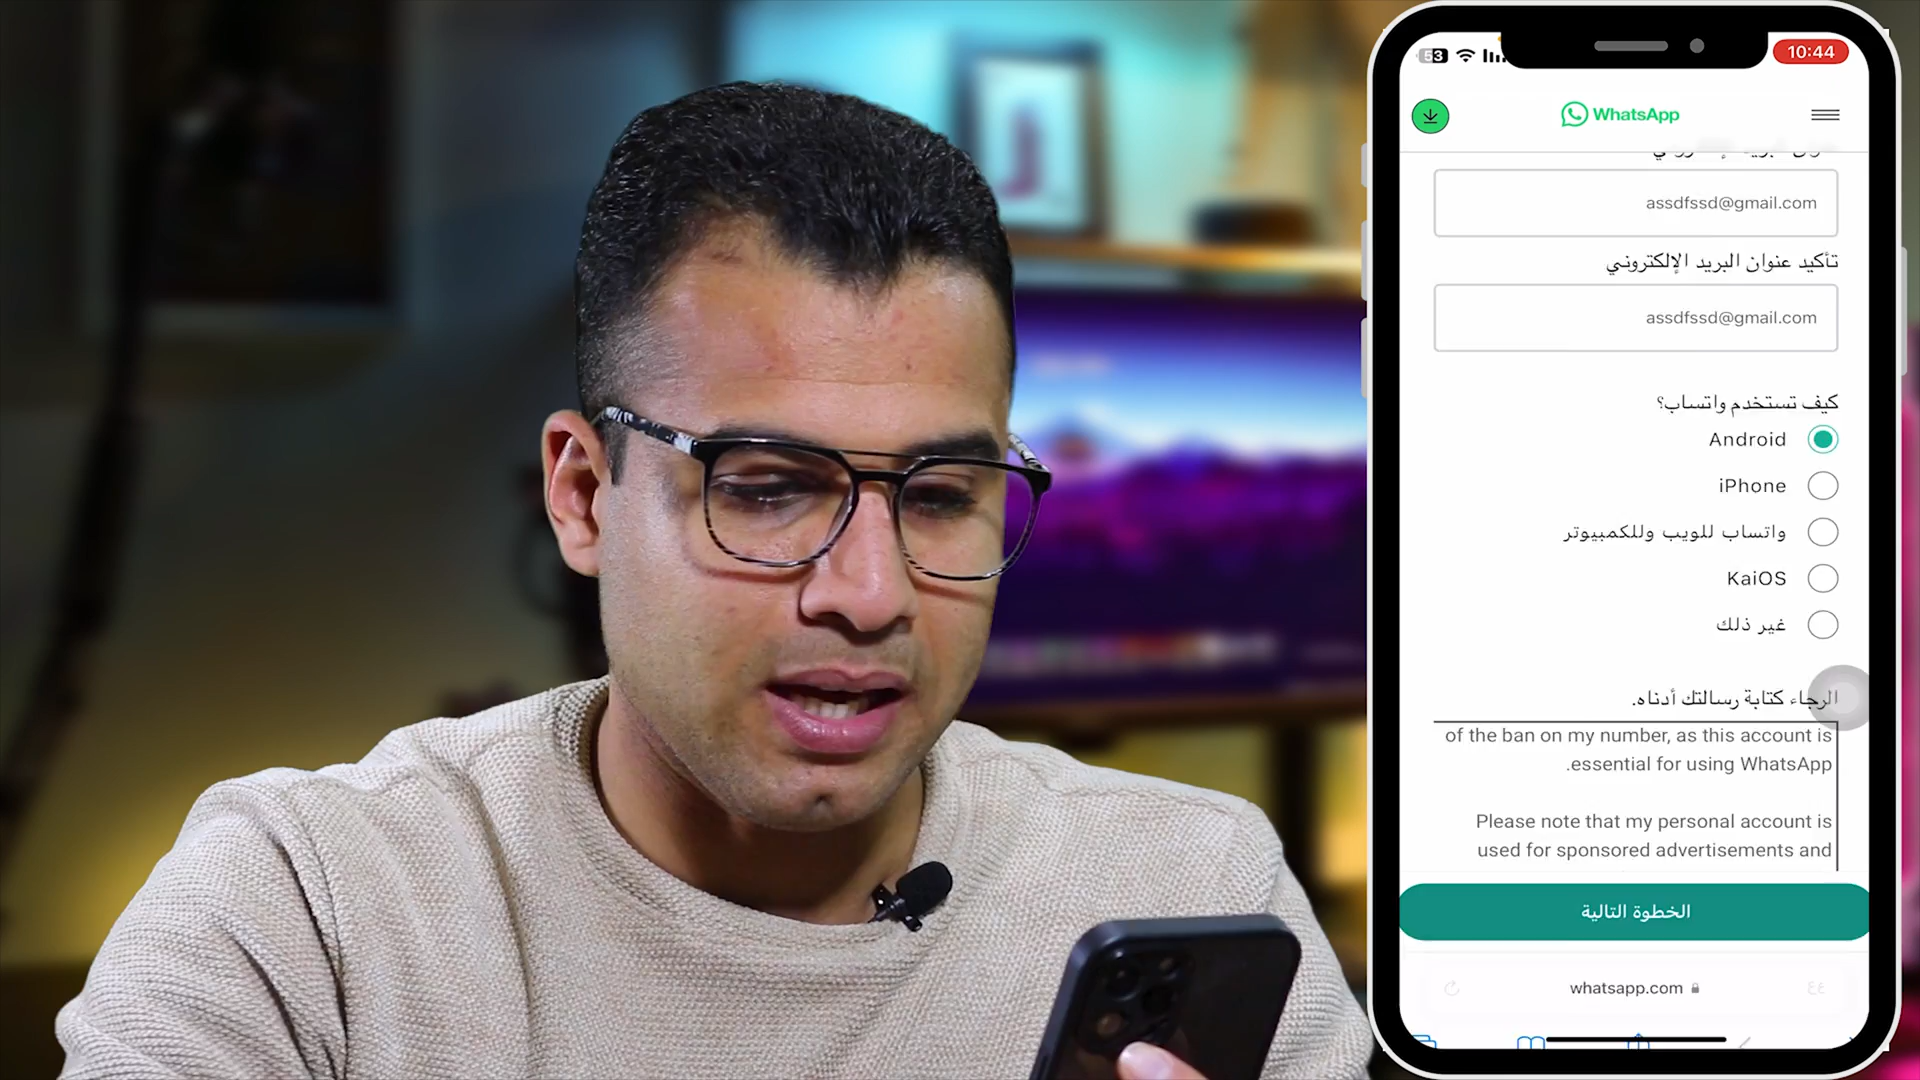 53
10:44
WhatsApp
assdfssd@gmail.com
تأكيد عنوان البريد الإلكتروني
assdfssd@gmail.com
كيف تستخدم واتساب؟
Android
iPhone
واتساب للويب وللكمبيوتر
KaiOS
غير ذلك
الرجاء كتابة رسالتك أدناه.
of the ban on my number, as this account is
.essential for using WhatsApp
Please note that my personal account is
used for sponsored advertisements and
الخطوة التالية
whatsapp.com